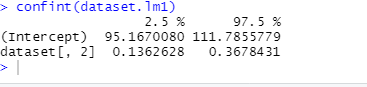 > confint(dataset.lm1)
2.5 % 97.5 %
(Intercept) 95.1670080 111.7855779
dataset[, 2] 0.1362628 0.3678431
>